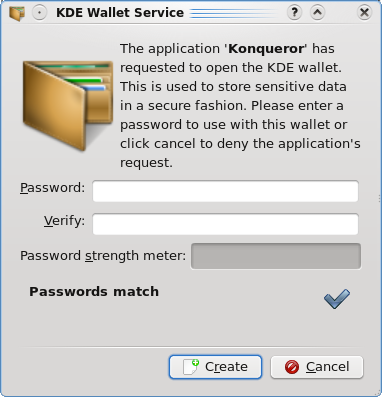 KDE Wallet Service
The application 'Konqueror' has
requested to open the KDE wallet.
This is used to store sensitive data
in a secure fashion. Please enter a
password to use with this wallet or
click cancel to deny the application's
request.
Password:
Verify:
Password strength meter:
Passwords match
Create Cancel